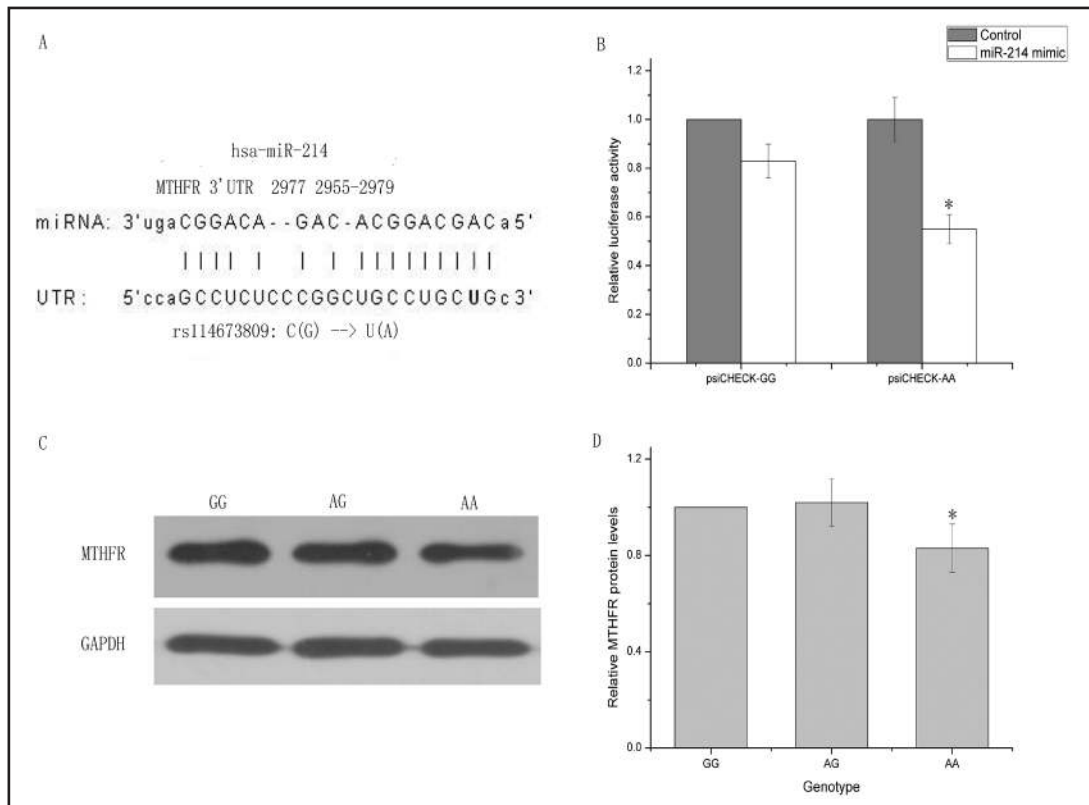 A
hsa-miR-214
MTHFR 3'UTR 2977 2955-2979
miRNA: 3'ugaCGGACA--GAC-ACGGACGACa5'
UTR: 5'ccaGCCUCUCCCGGCUGCCUGCUGc3'
rs114673809: C(G) --> U(A)
B
Control
miR-214 mimic
1.2
1.0
0.8
0.6
0.4
0.2
0.0
Relative luciferase activity
*
psiCHECK-GG psiCHECK-AA
C
GG AG AA
MTHFR
GAPDH
D
1.2
0.8
0.4
0.0
Relative MTHFR protein levels
*
GG AG AA
Genotype